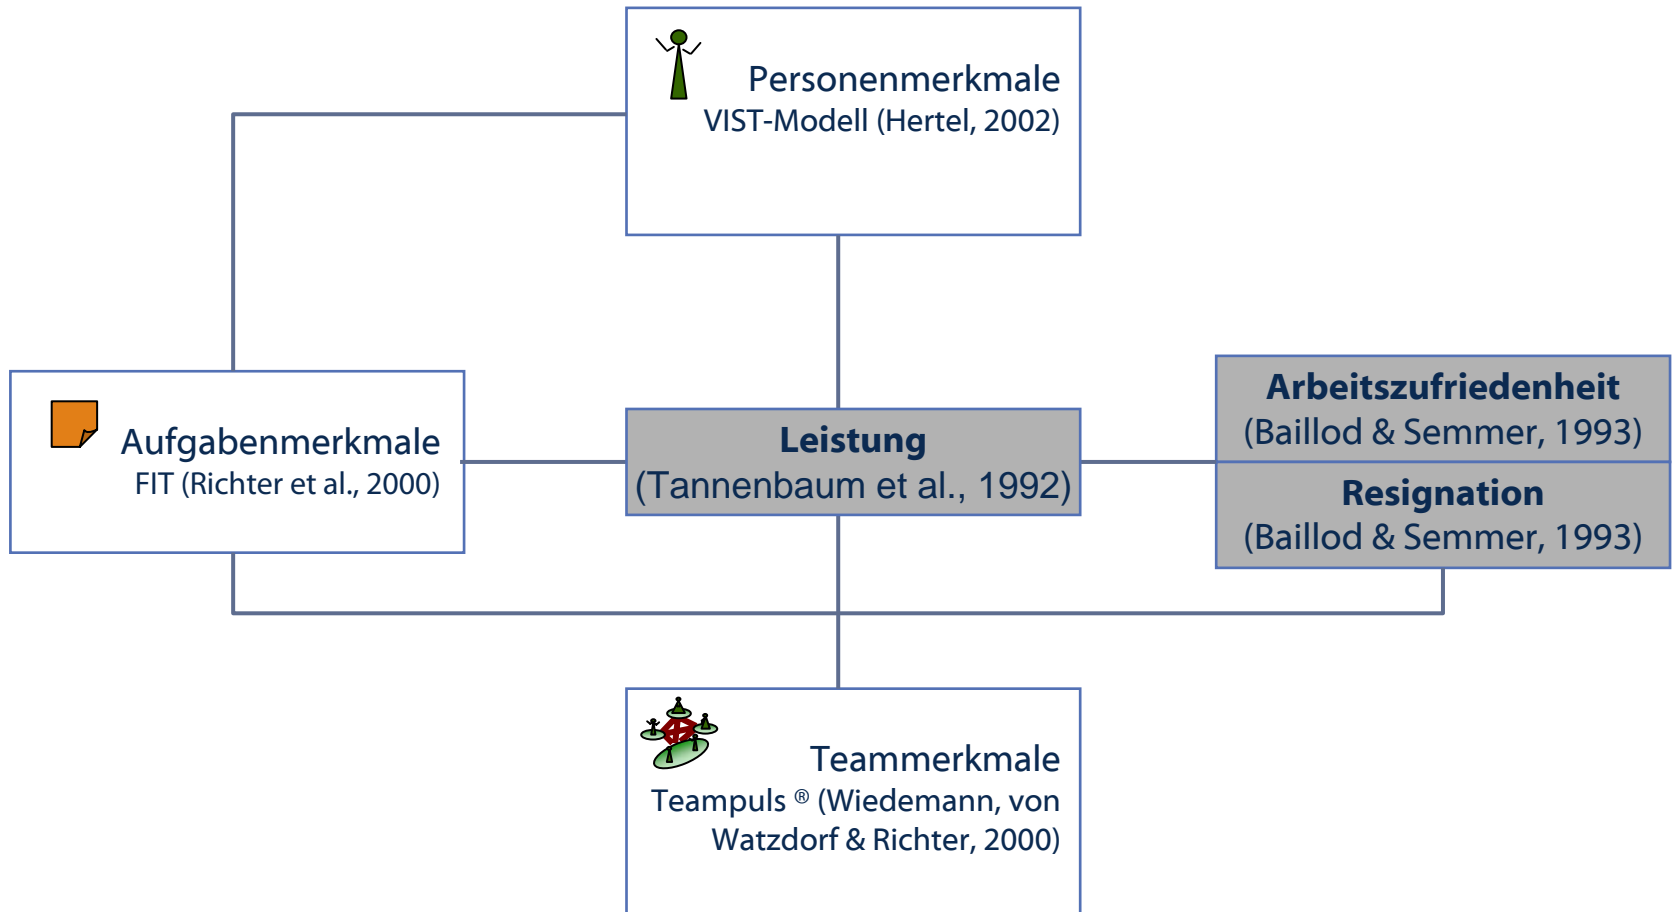 Personenmerkmale
VIST-Modell (Hertel, 2002)
Aufgabenmerkmale
FIT (Richter et al., 2000)
Leistung
(Tannenbaum et al., 1992)
Arbeitszufriedenheit
(Baillod & Semmer, 1993)
Resignation
(Baillod & Semmer, 1993)
Teammerkmale
Teampuls ® (Wiedemann, von
Watzdorf & Richter, 2000)